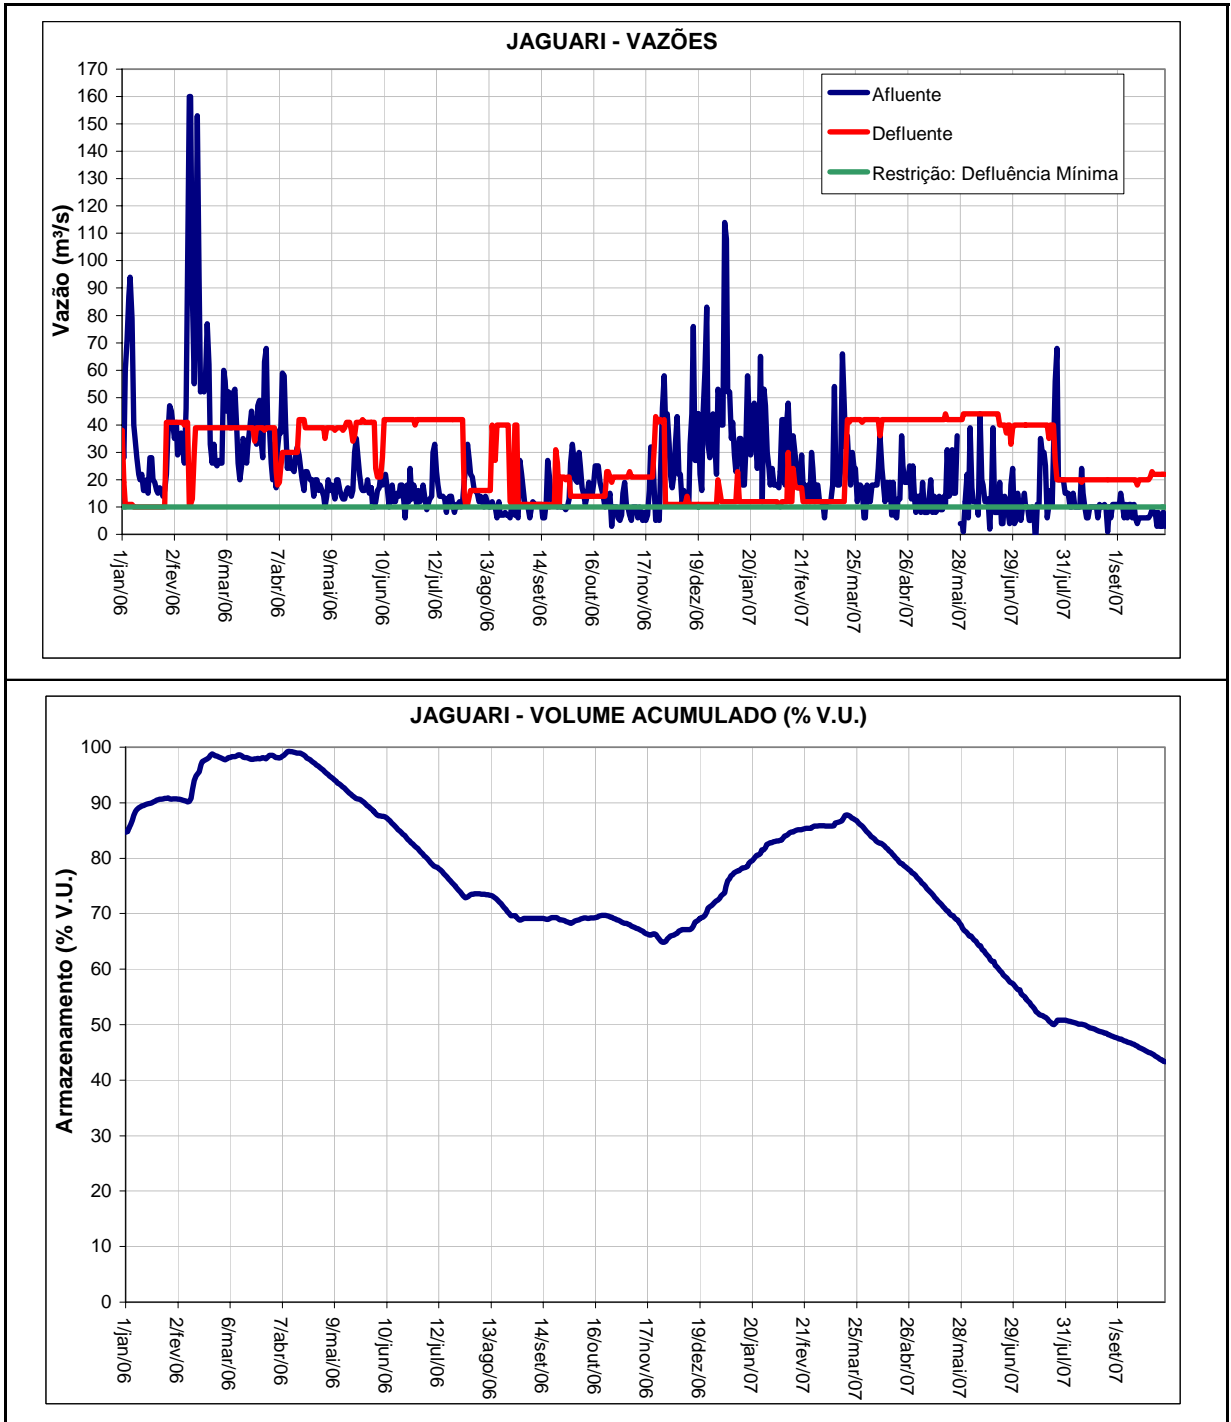 JAGUARI - VAZÕES
Vazão (m³/s)
170
160
150
140
130
120
110
100
90
80
70
60
50
40
30
20
10
0
Afluente
Defluente
Restrição: Defluência Mínima
1/jan/06
2/fev/06
6/mar/06
7/abr/06
9/mai/06
10/jun/06
12/jul/06
13/ago/06
14/set/06
16/out/06
17/nov/06
19/dez/06
20/jan/07
21/fev/07
25/mar/07
26/abr/07
28/mai/07
29/jun/07
31/jul/07
1/set/07
JAGUARI - VOLUME ACUMULADO (% V.U.)
Armazenamento (% V.U.)
100
90
80
70
60
50
40
30
20
10
0
1/jan/06
2/fev/06
6/mar/06
7/abr/06
9/mai/06
10/jun/06
12/jul/06
13/ago/06
14/set/06
16/out/06
17/nov/06
19/dez/06
20/jan/07
21/fev/07
25/mar/07
26/abr/07
28/mai/07
29/jun/07
31/jul/07
1/set/07